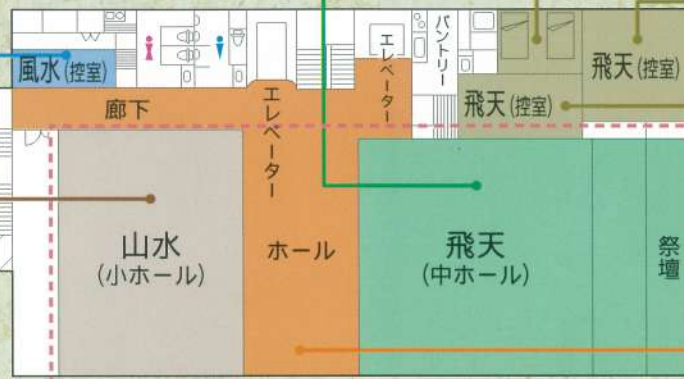 風水(控室)
廊下
エレベーター
エレベーター
パントリー
飛天(控室)
飛天(控室)
山水
(小ホール)
ホール
飛天
(中ホール)
祭壇